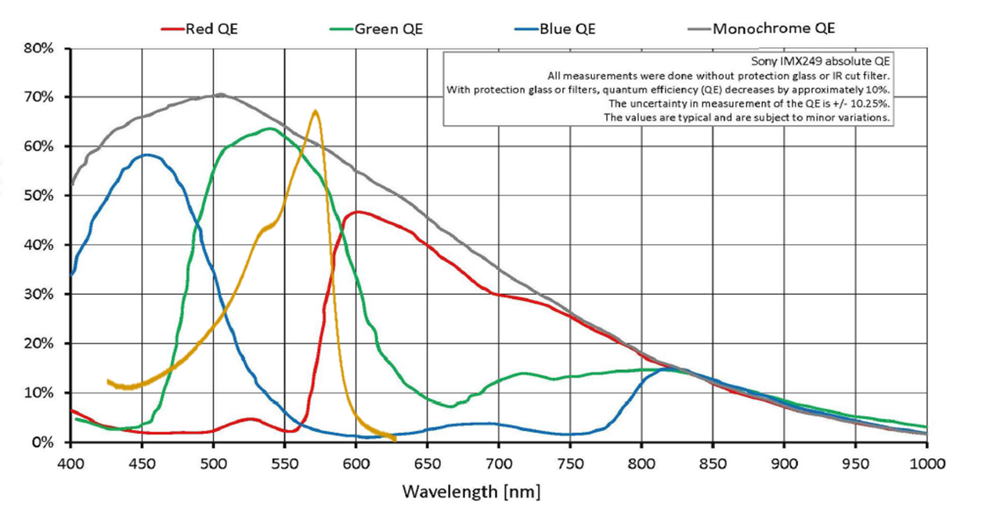 Red QE Green QE Blue QE Monochrome QE
80%
Sony IMX249 absolute QE
All measurements were done without protection glass or IR cut filter.
With protection glass or filters, quantum efficiency (QE) decreases by approximately 10%.
The uncertainty in measurement of the QE is +/- 10.25%.
The values are typical and are subject to minor variations.
70%
60%
50%
40%
30%
20%
10%
0%
400 450 500 550 600 650 700 750 800 850 900 950 1000
Wavelength [nm]